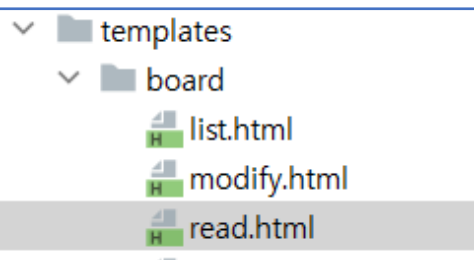 templates
board
H list.html
H modify.html
H read.html